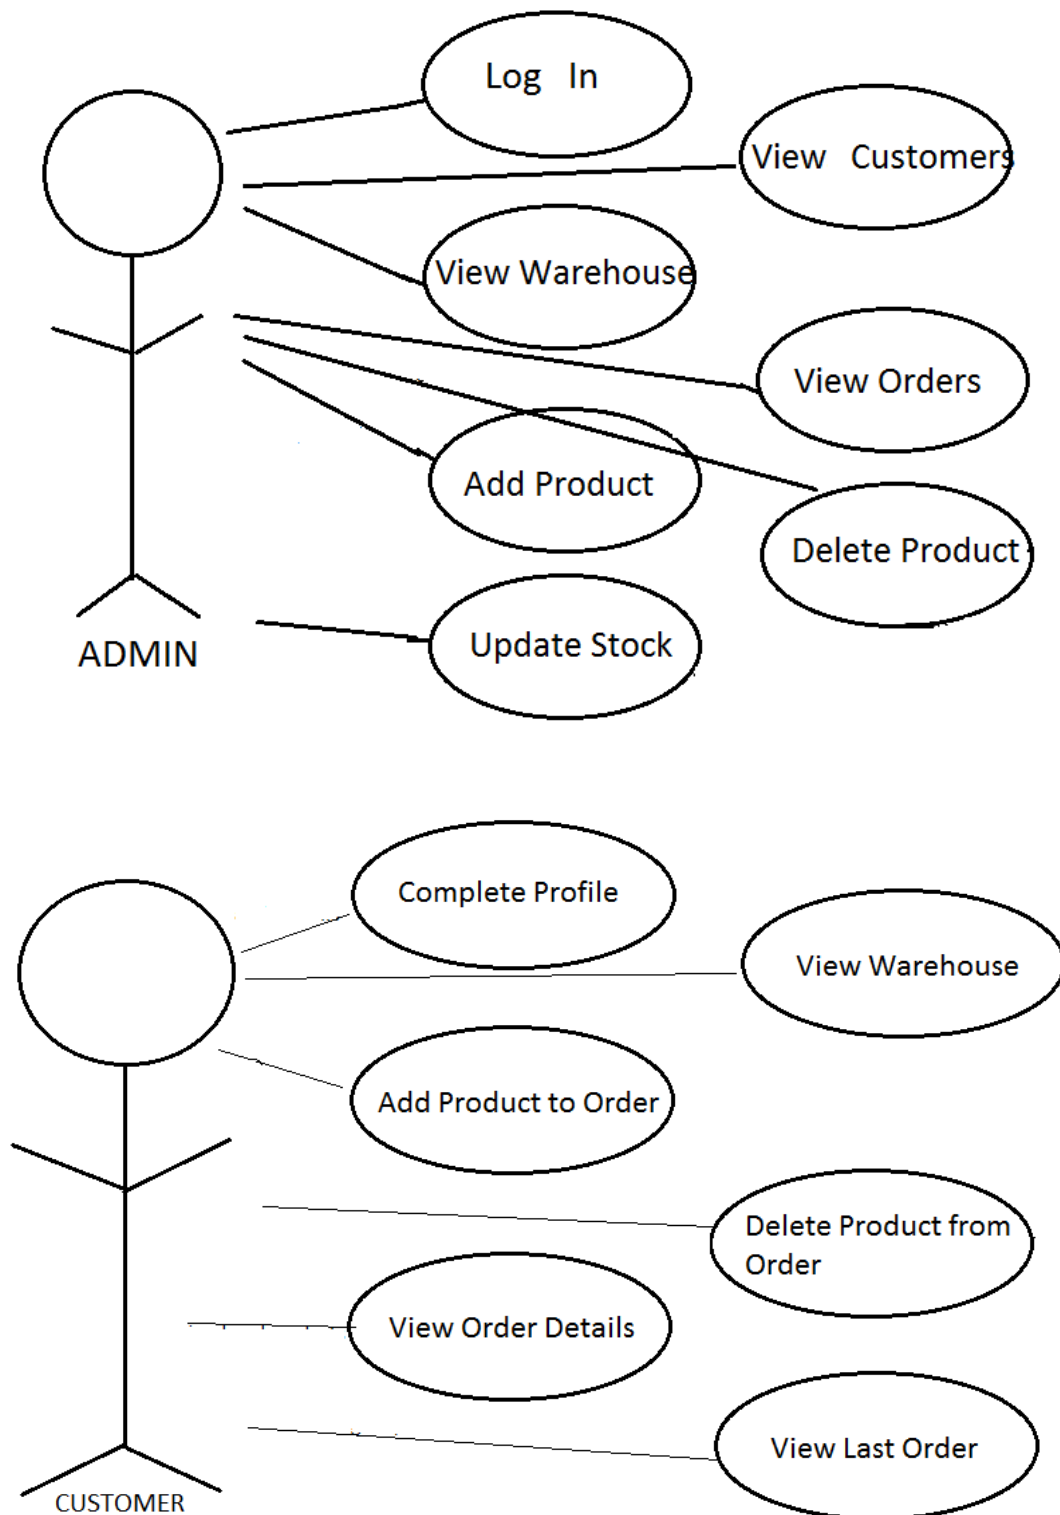 Log In
View Customers
View Warehouse
View Orders
Add Product
Delete Product
Update Stock
ADMIN
Complete Profile
View Warehouse
Add Product to Order
Delete Product from
Order
View Order Details
View Last Order
CUSTOMER